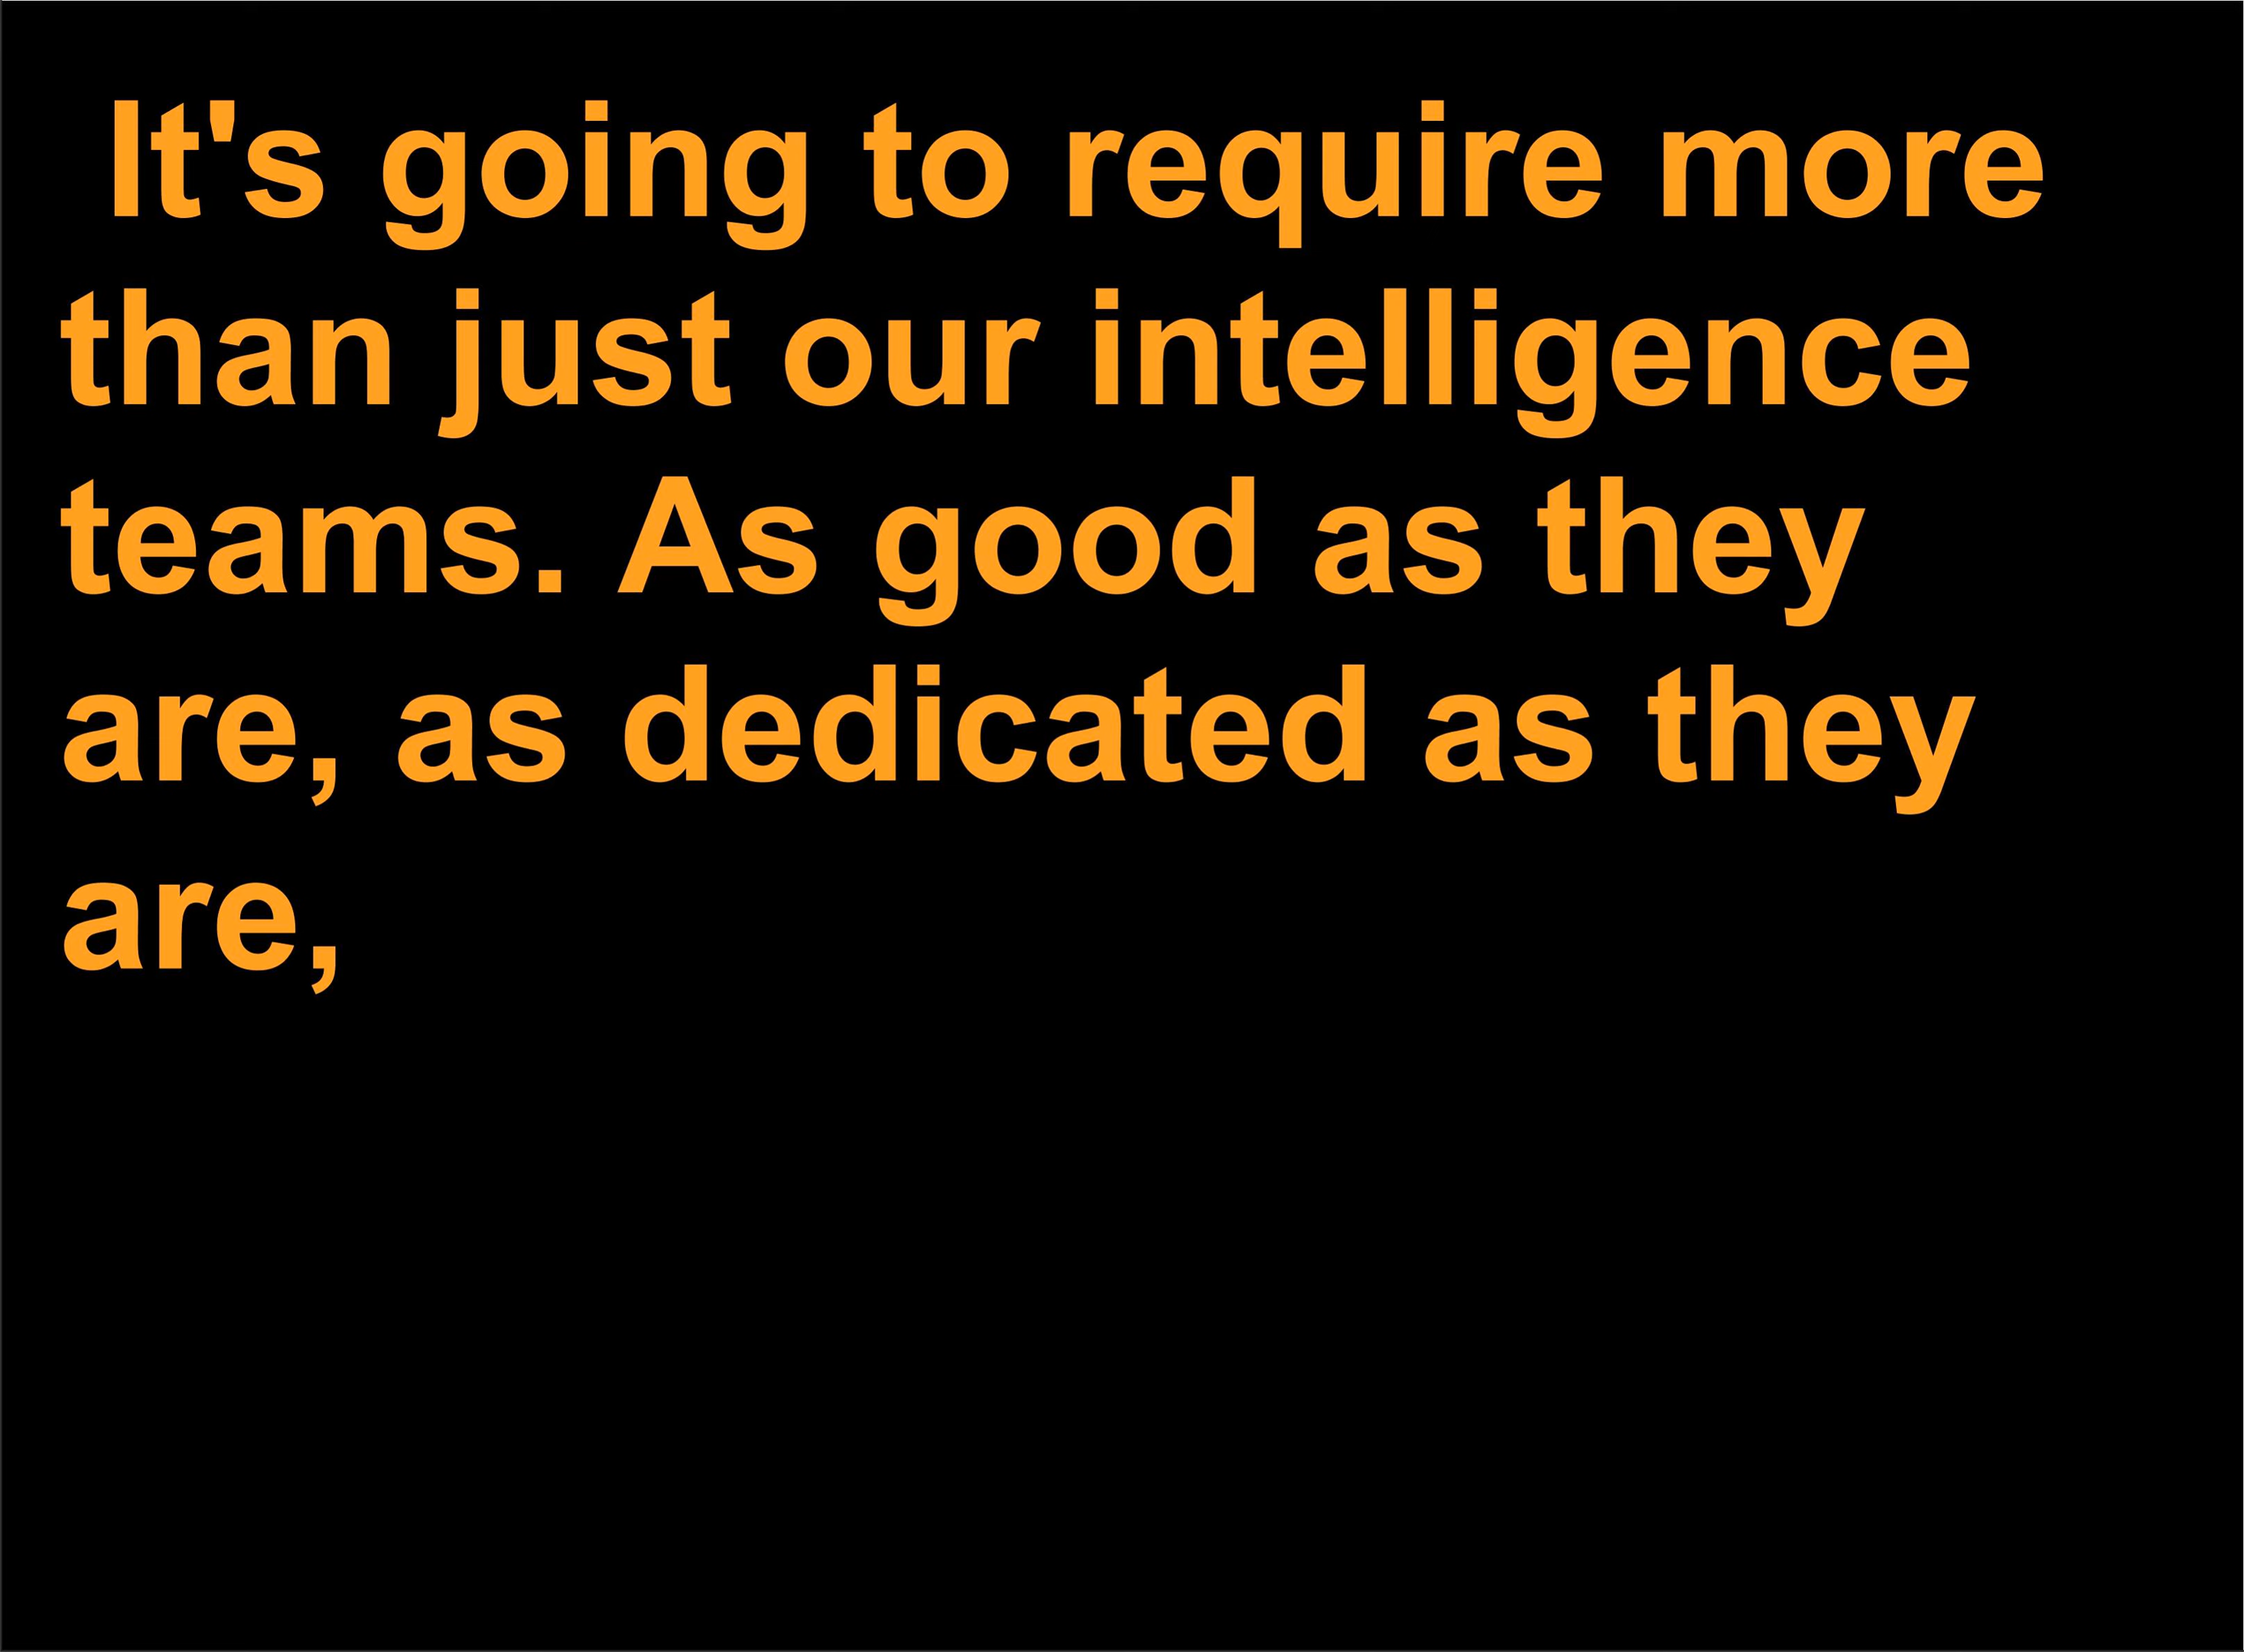 It's going to require more
than just our intelligence
teams. As good as they
are, as dedicated as they
are,